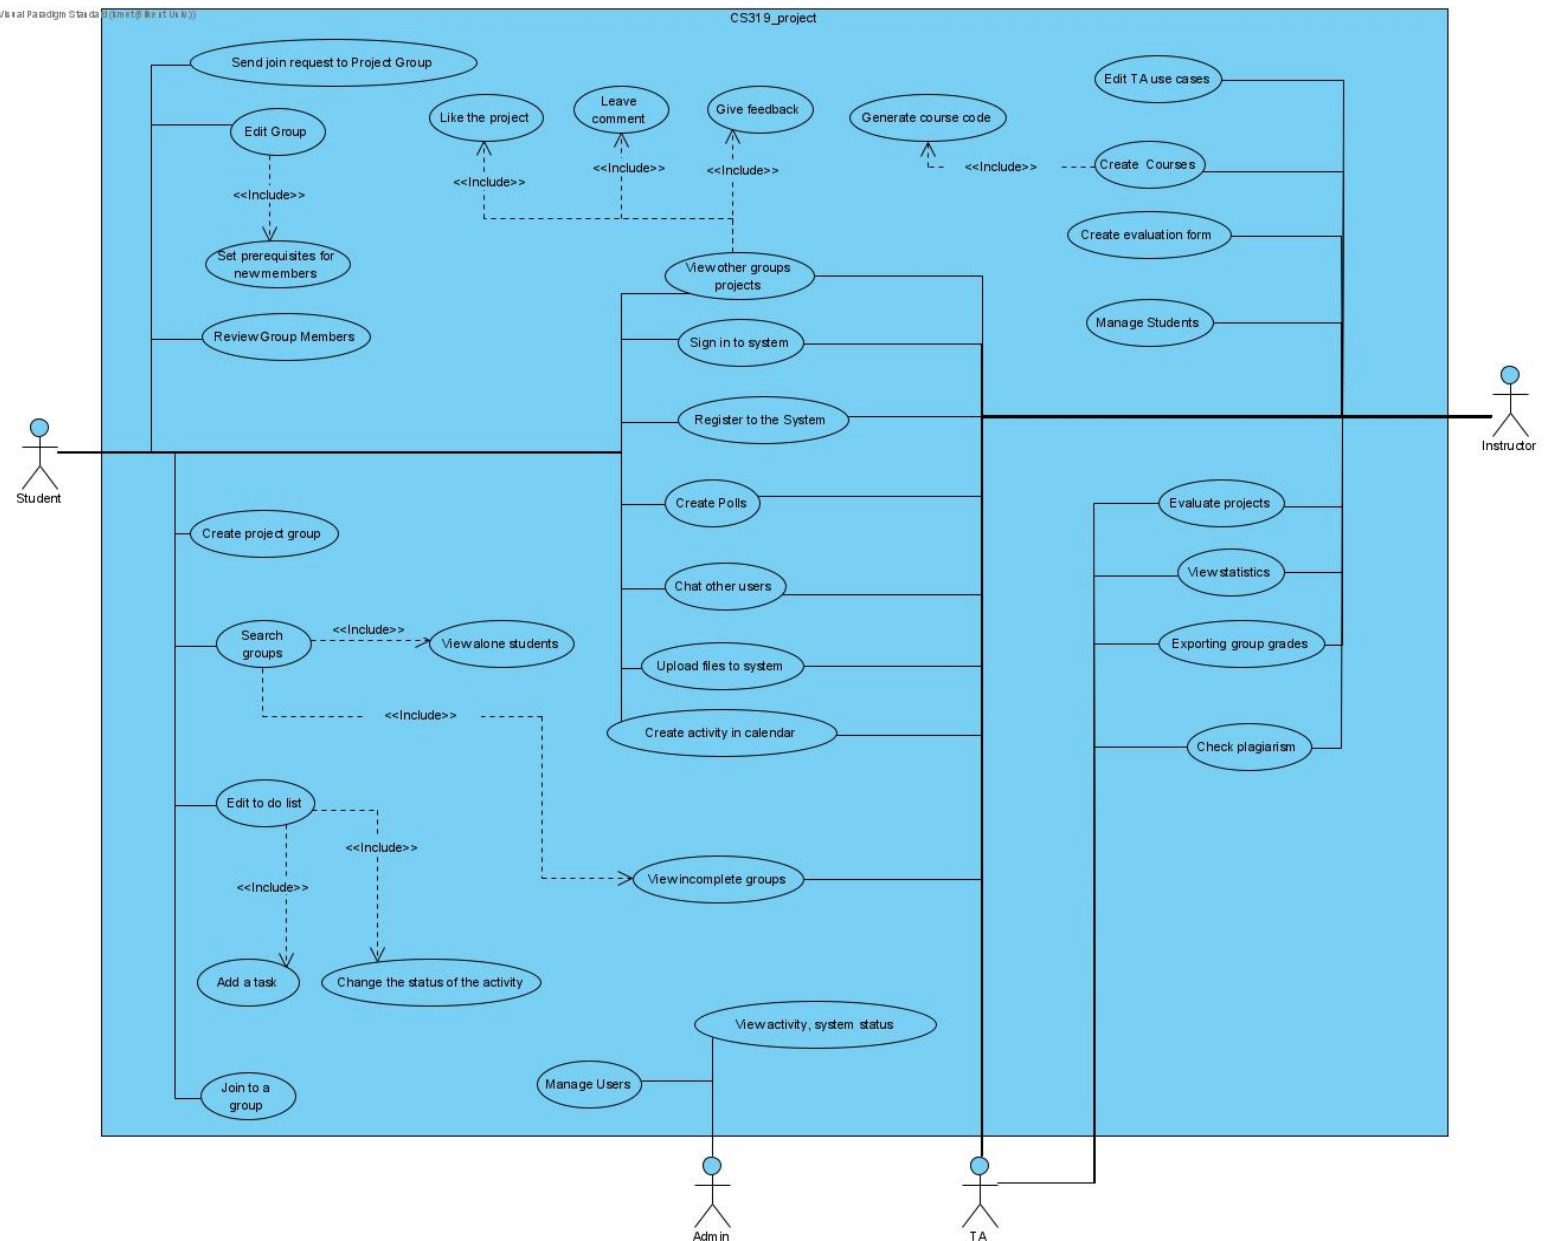 CS319_project
Send join request to Project Group
Edit Group
<<Include>>
Set prerequisites for
new members
Review Group Members
Like the project
Leave
comment
Give feedback
<<Include>>
<<Include>>
<<Include>>
Generate course code
<<Include>>
Edit TA use cases
Create Courses
Create evaluation form
Manage Students
View other groups
projects
Sign in to system
Register to the System
Create Polls
Chat other users
Upload files to system
Create activity in calendar
Student
Instructor
Create project group
Search
groups
<<Include>>
View alone students
<<Include>>
Edit to do list
<<Include>>
<<Include>>
View incomplete groups
Add a task
Change the status of the activity
Join to a
group
Evaluate projects
View statistics
Exporting group grades
Check plagiarism
View activity, system status
Manage Users
Admin
TA